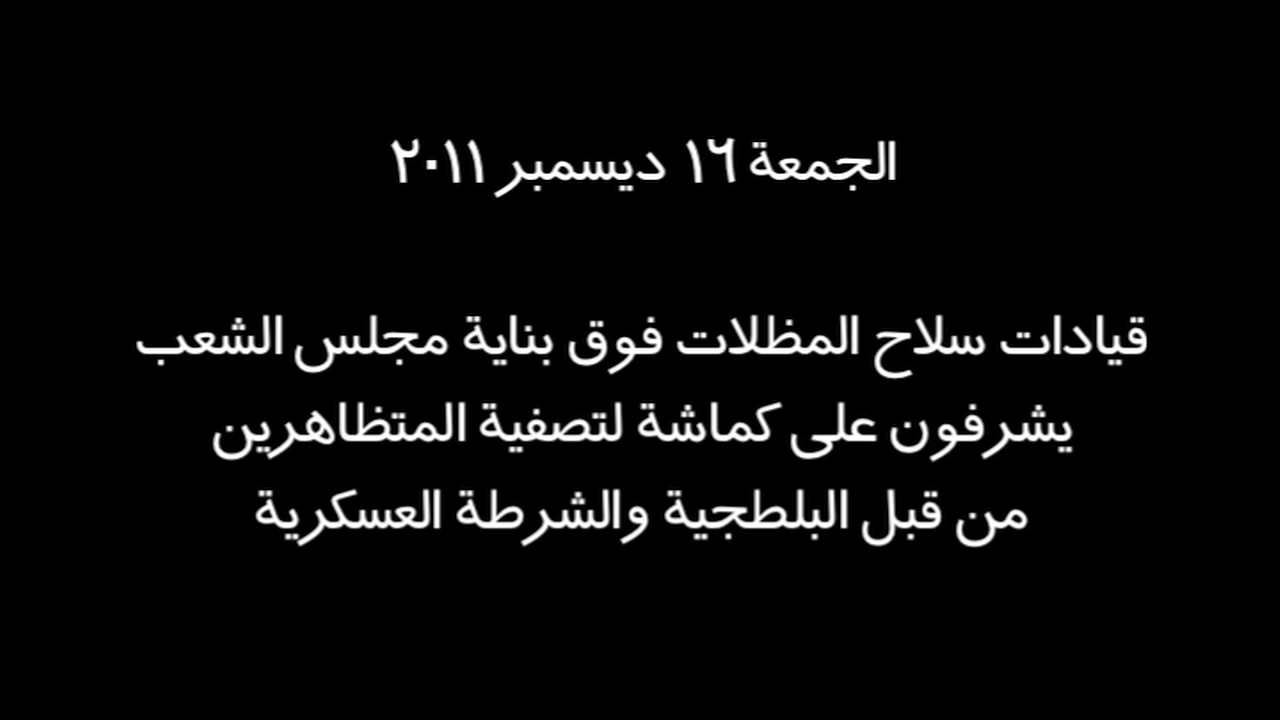 الجمعة ١٦ ديسمبر ٢٠١١
قيادات سلاح المظلات فوق بناية مجلس الشعب
يشرفون على كماشة لتصفية المتظاهرين
من قبل البلطجية والشرطة العسكرية